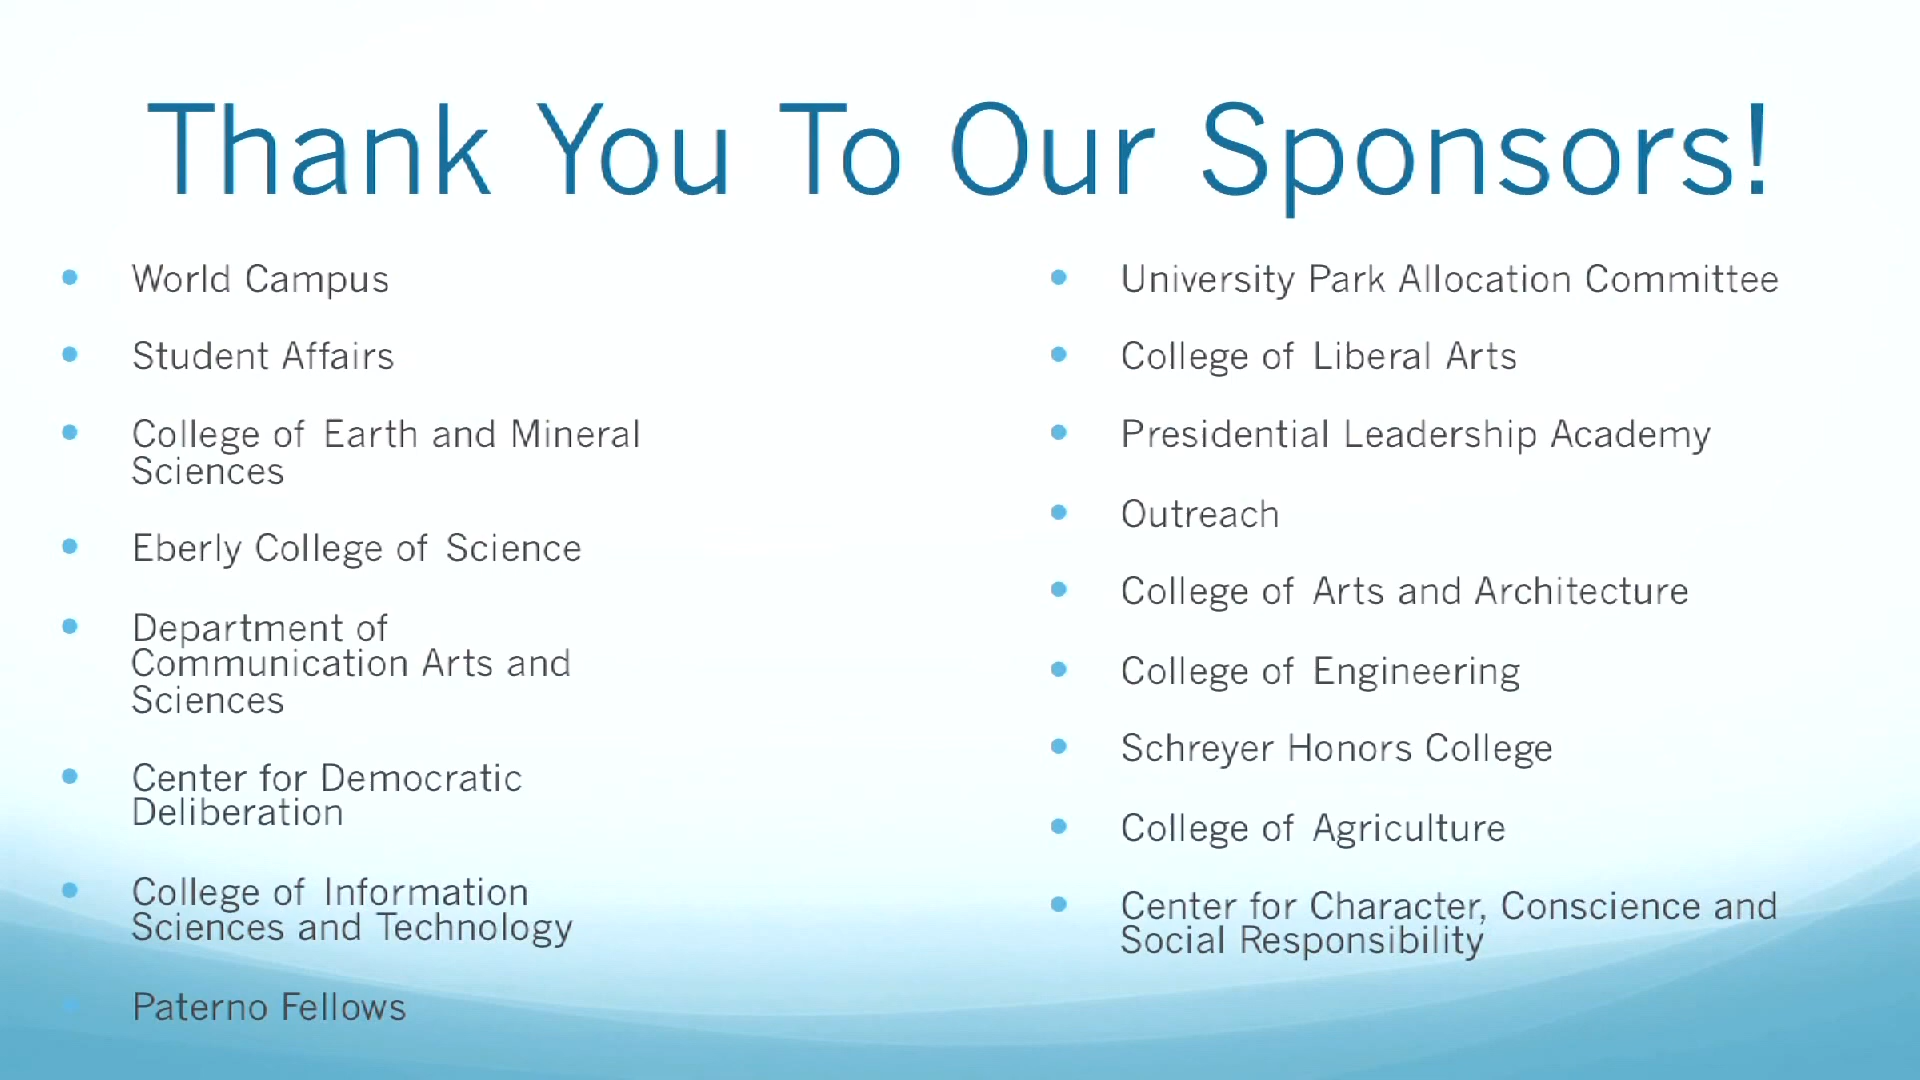 Thank You To Our Sponsors!
World Campus
Student Affairs
College of Earth and Mineral
Sciences
Eberly College of Science
Department of
Communication Arts and
Sciences
Center for Democratic
Deliberation
College of Information
Sciences and Technology
Paterno Fellows
University Park Allocation Committee
College of Liberal Arts
Presidential Leadership Academy
Outreach
College of Arts and Architecture
College of Engineering
Schreyer Honors College
College of Agriculture
Center for Character, Conscience and
Social Responsibility